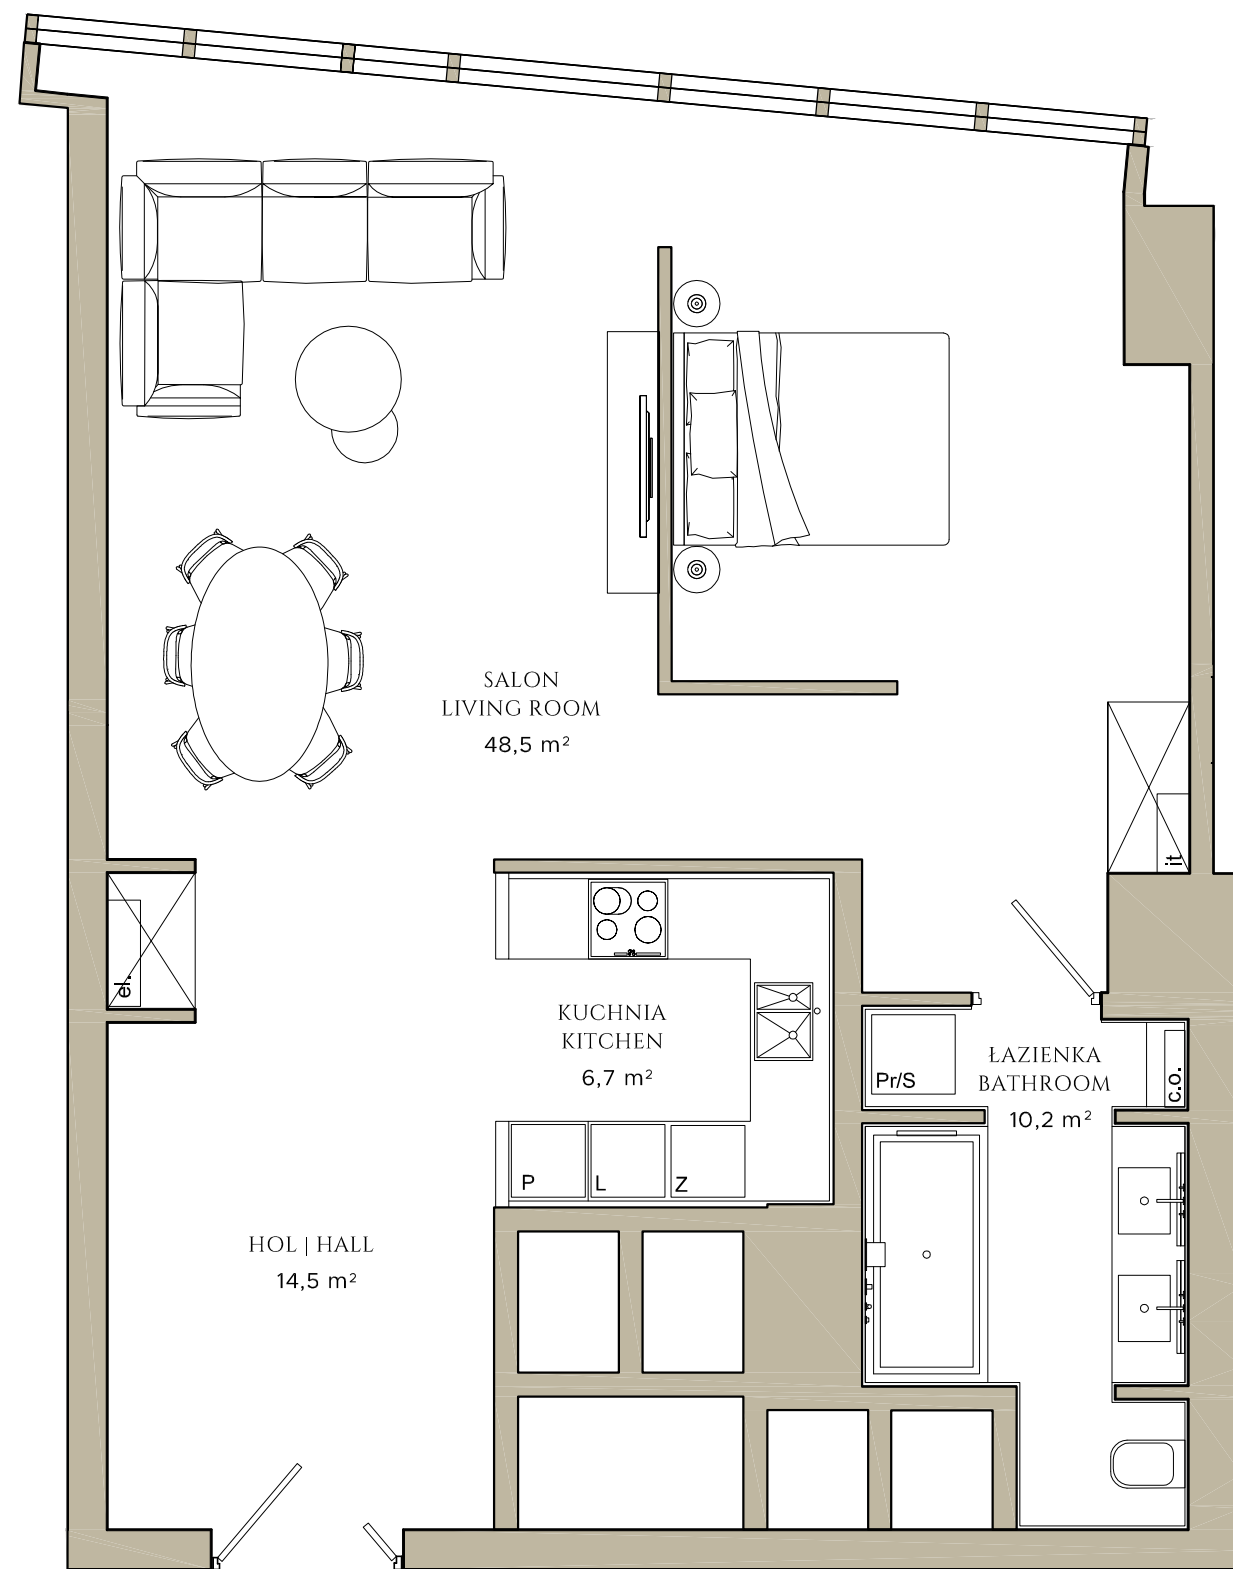 SALON
LIVING ROOM
48,5 m²
it
el.
KUCHNIA
KITCHEN
6,7 m²
ŁAZIENKA
BATHROOM
10,2 m²
Pr/S
c.o.
P
L
Z
HOL | HALL
14,5 m²